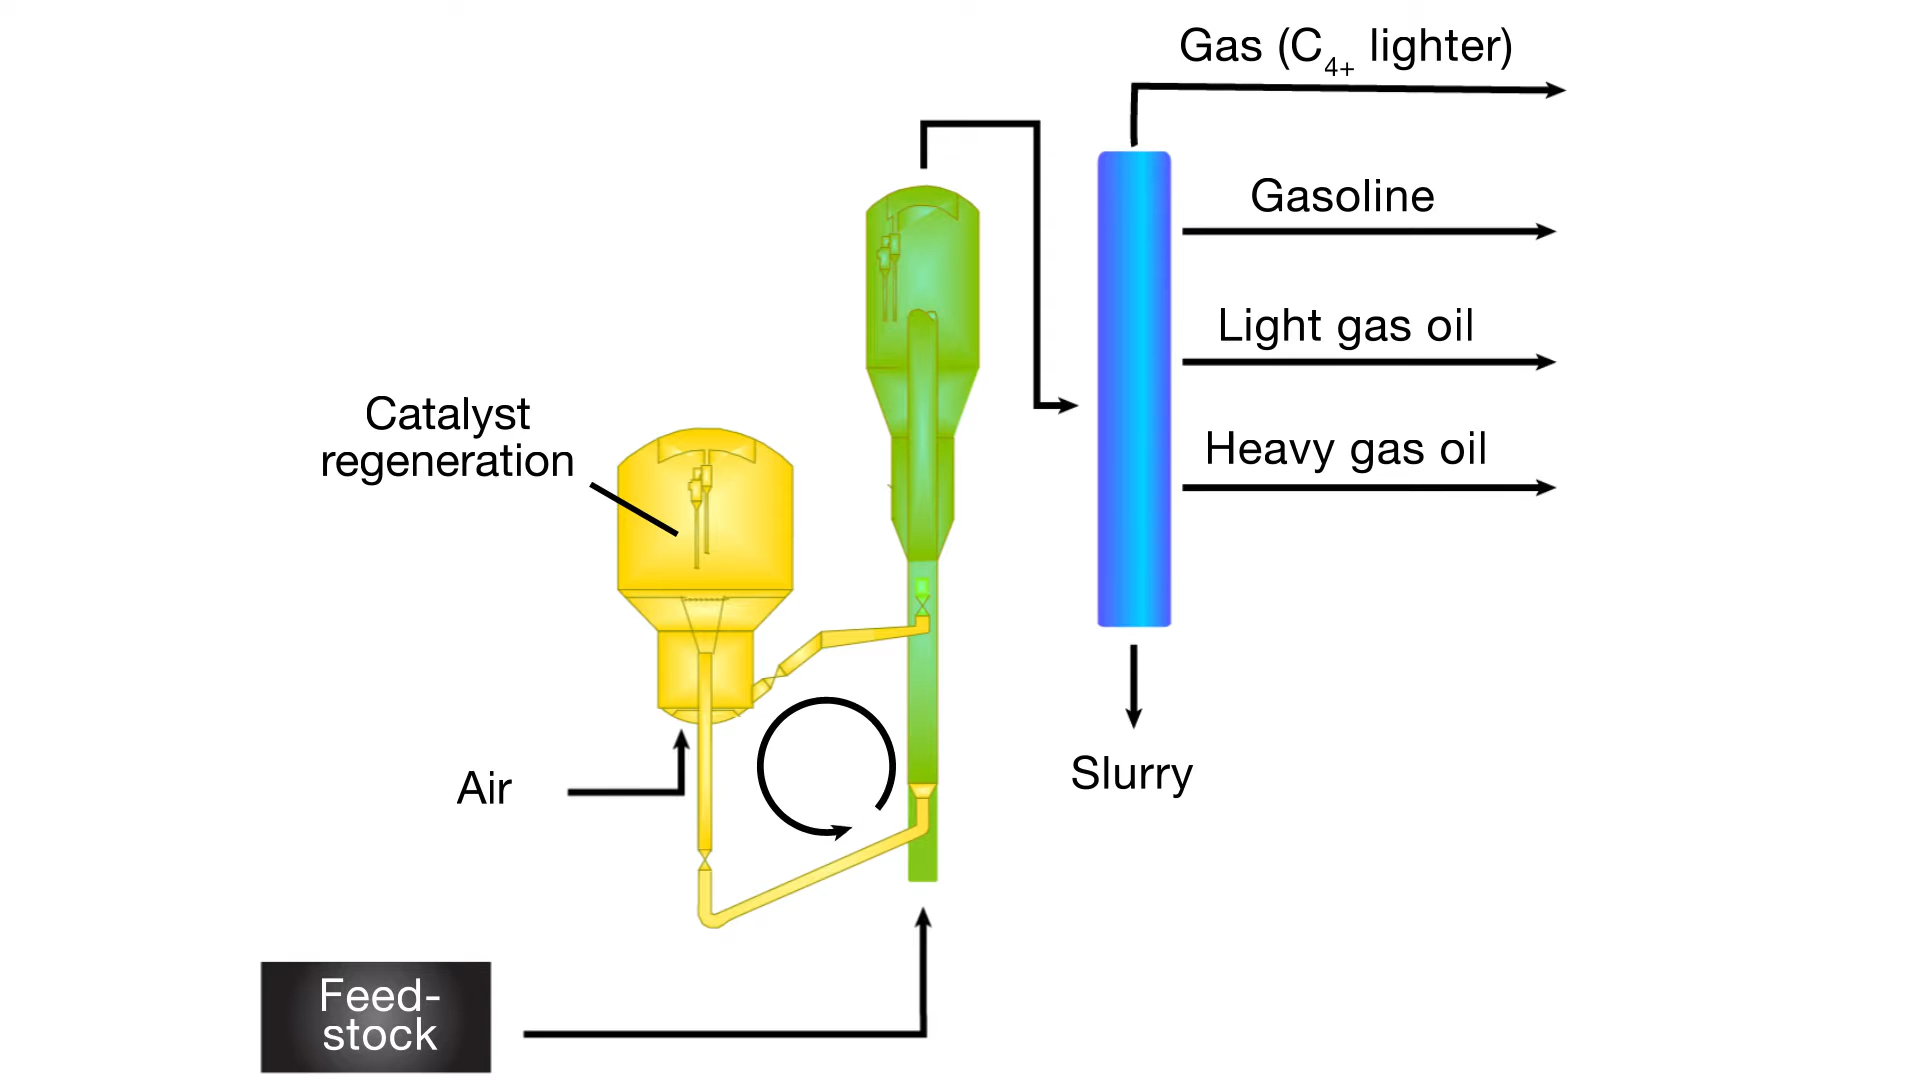 Gas (C₄₊ lighter)
Gasoline
Light gas oil
Heavy gas oil
Catalyst
regeneration
Air
Slurry
Feed-
stock